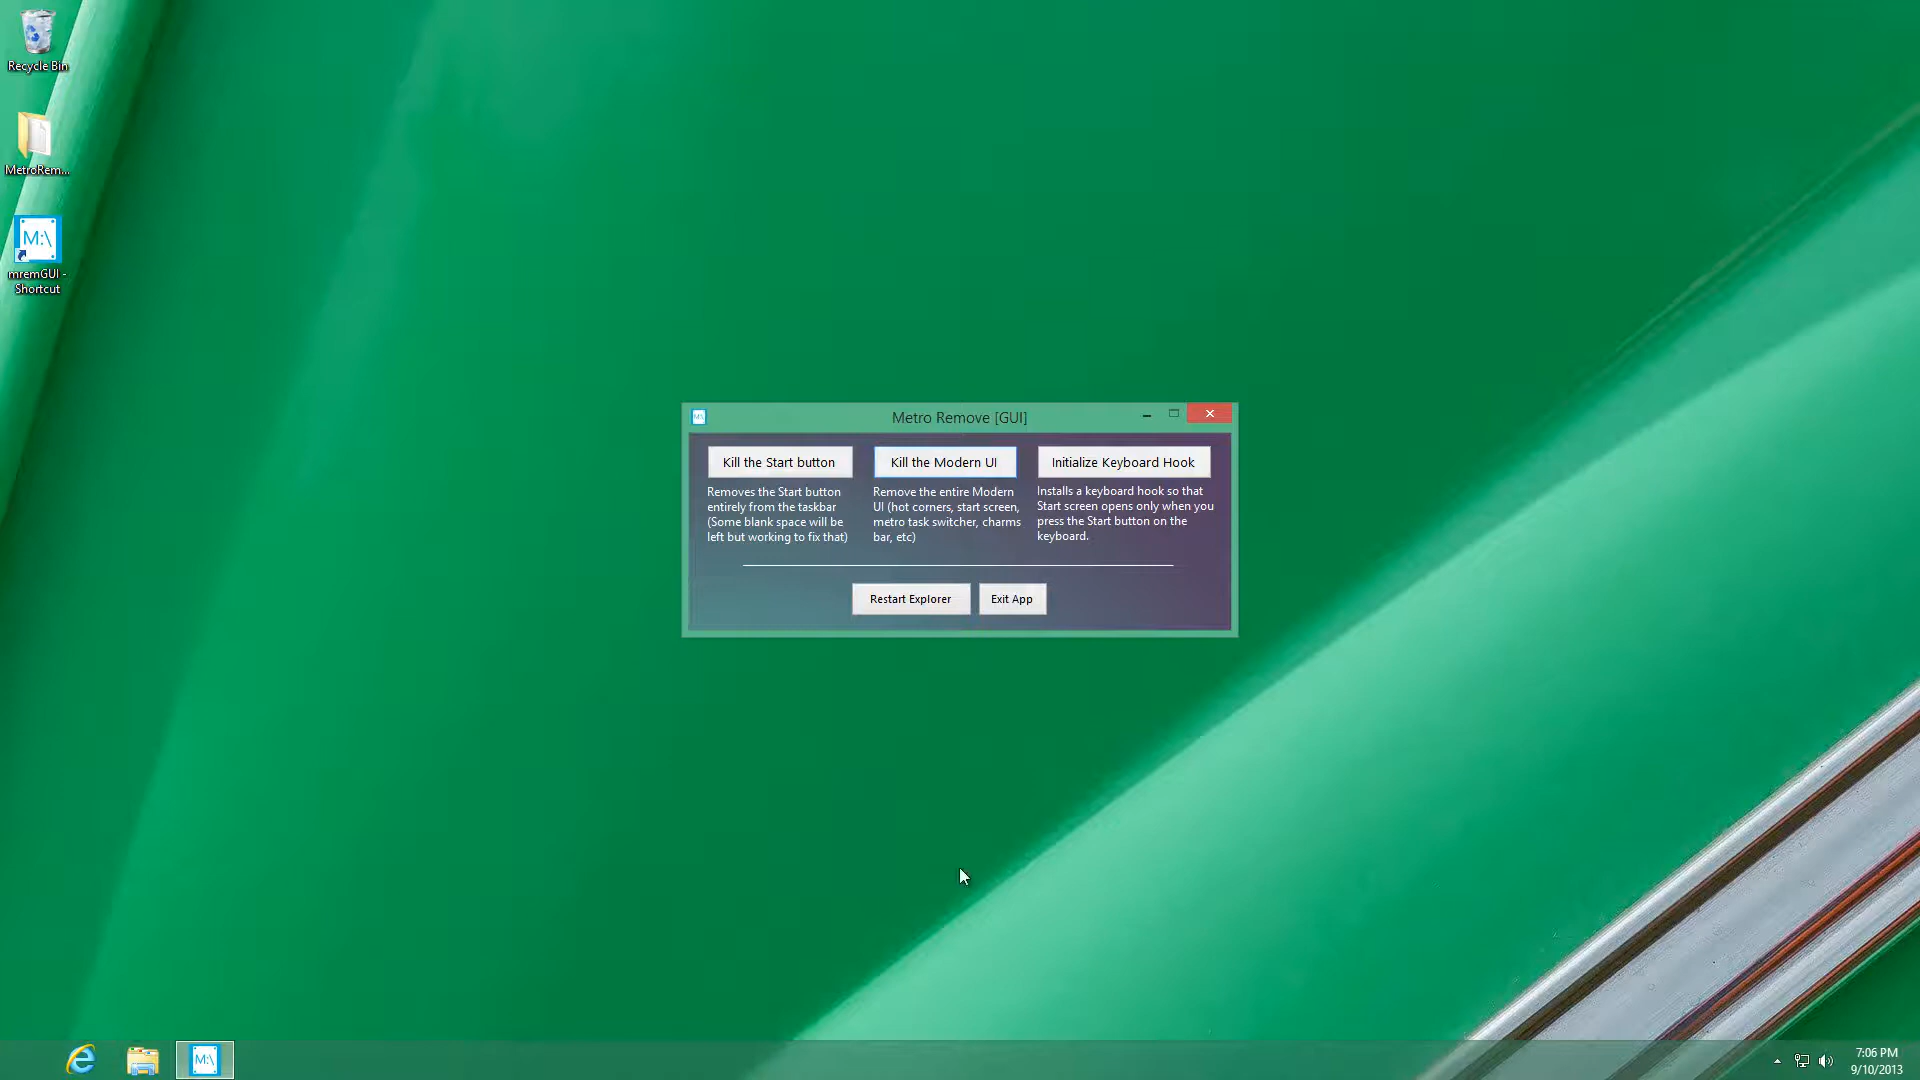 Recycle Bin
MetroRem...
M:\
mremGUI -
Shortcut
Metro Remove [GUI]
Kill the Start button
Removes the Start button
entirely from the taskbar
(Some blank space will be
left but working to fix that)
Kill the Modern UI
Remove the entire Modern
UI (hot corners, start screen,
metro task switcher, charms
bar, etc)
Initialize Keyboard Hook
Installs a keyboard hook so that
Start screen opens only when you
press the Start button on the
keyboard.
Restart Explorer
Exit App
M:\
7:06 PM
9/10/2013